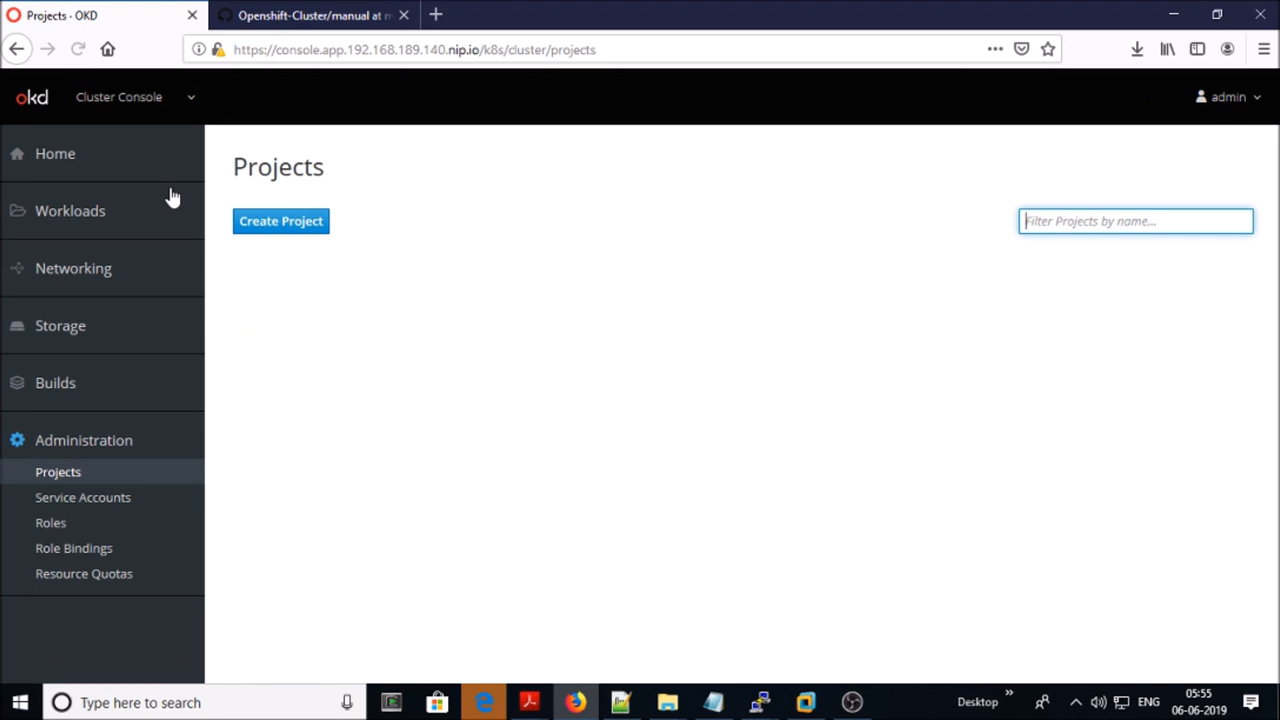 Projects - OKD
Openshift-Cluster/manual at m
https://console.app.192.168.189.140.nip.io/k8s/cluster/projects
okd
Cluster Console
admin
Home
Workloads
Networking
Storage
Builds
Administration
Projects
Service Accounts
Roles
Role Bindings
Resource Quotas
Projects
Create Project
Filter Projects by name...
Type here to search
Desktop
ENG
05:55
06-06-2019